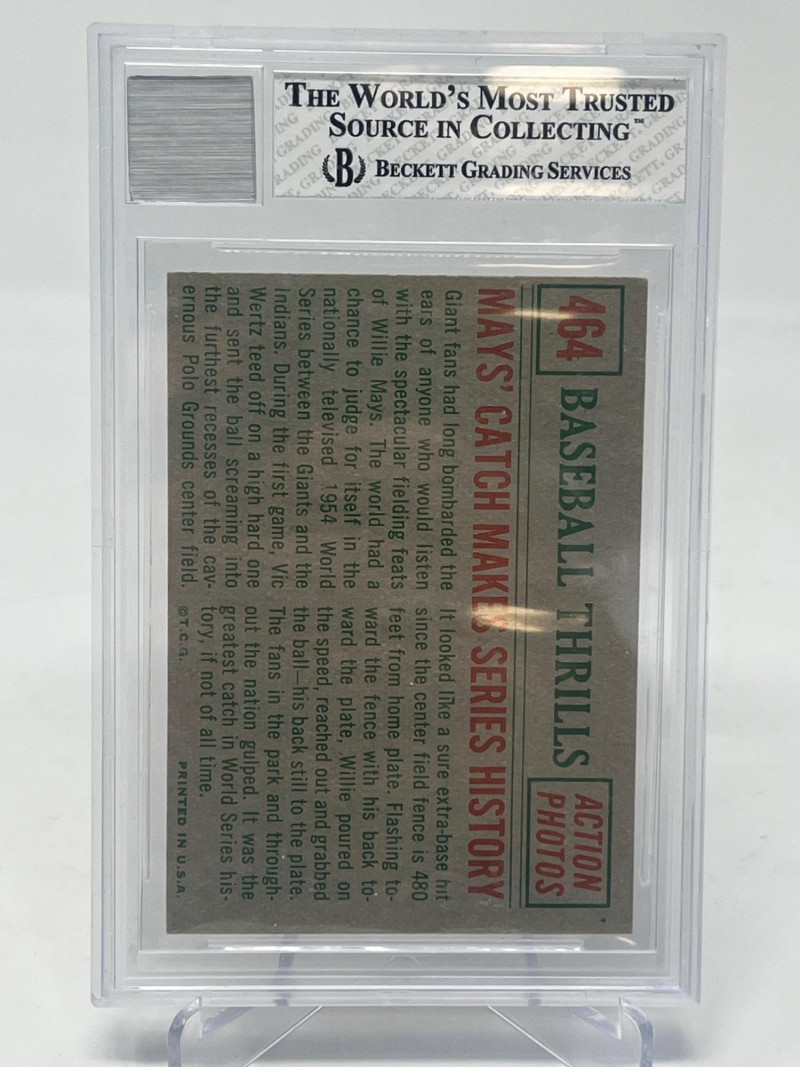 THE WORLD'S MOST TRUSTED
SOURCE IN COLLECTING™
B BECKETT GRADING SERVICES
464 BASEBALL THRILLS ACTION PHOTOS
MAYS' CATCH MAKES SERIES HISTORY
Giant fans had long bombarded the
ears of anyone who would listen
with the spectacular fielding feats
of Willie Mays. The world had a
chance to judge for itself in the
nationally televised 1954 World
Series between the Giants and the
Indians. During the first game, Vic
Wertz teed off on a high hard one
and sent the ball screaming into
the furthest recesses of the cav-
ernous Polo Grounds center field.
It looked like a sure extra-base hit
since the center field fence is 480
feet from home plate. Flashing to-
ward the fence with his back to-
ward the plate, Willie poured on
the speed, reached out and grabbed
the ball—his back still to the plate.
The fans in the park and through-
out the nation gulped. It was the
greatest catch in World Series his-
tory, if not of all time.
©T.C.G. PRINTED IN U.S.A.